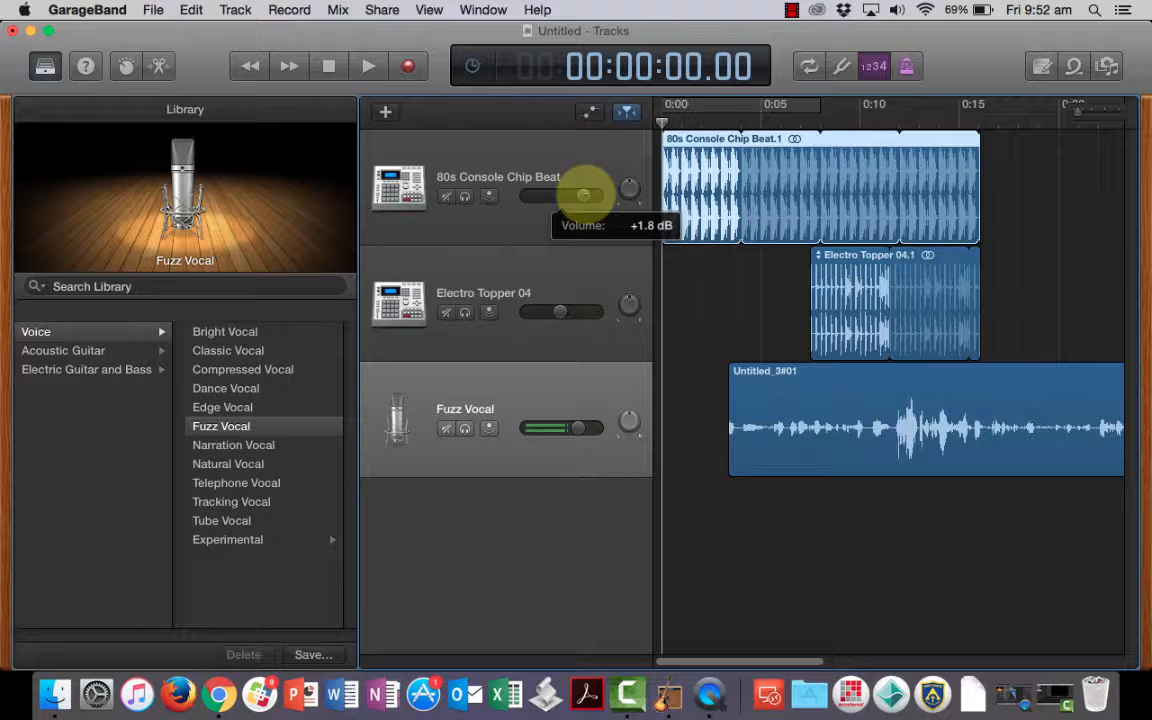 GarageBand File Edit Track Record Mix Share View Window Help 69% Fri 9:52 am
Untitled - Tracks
00:00:00.00
1234
Library
0:00 0:05 0:10 0:15
80s Console Chip Beat
80s Console Chip Beat.1
Volume: +1.8 dB
Fuzz Vocal
Search Library
Electro Topper 04
Electro Topper 04.1
Voice
Acoustic Guitar
Electric Guitar and Bass
Bright Vocal
Classic Vocal
Compressed Vocal
Dance Vocal
Edge Vocal
Fuzz Vocal
Narration Vocal
Natural Vocal
Telephone Vocal
Tracking Vocal
Tube Vocal
Experimental
Fuzz Vocal
Untitled_3#01
L R
L R
L R
Delete Save...